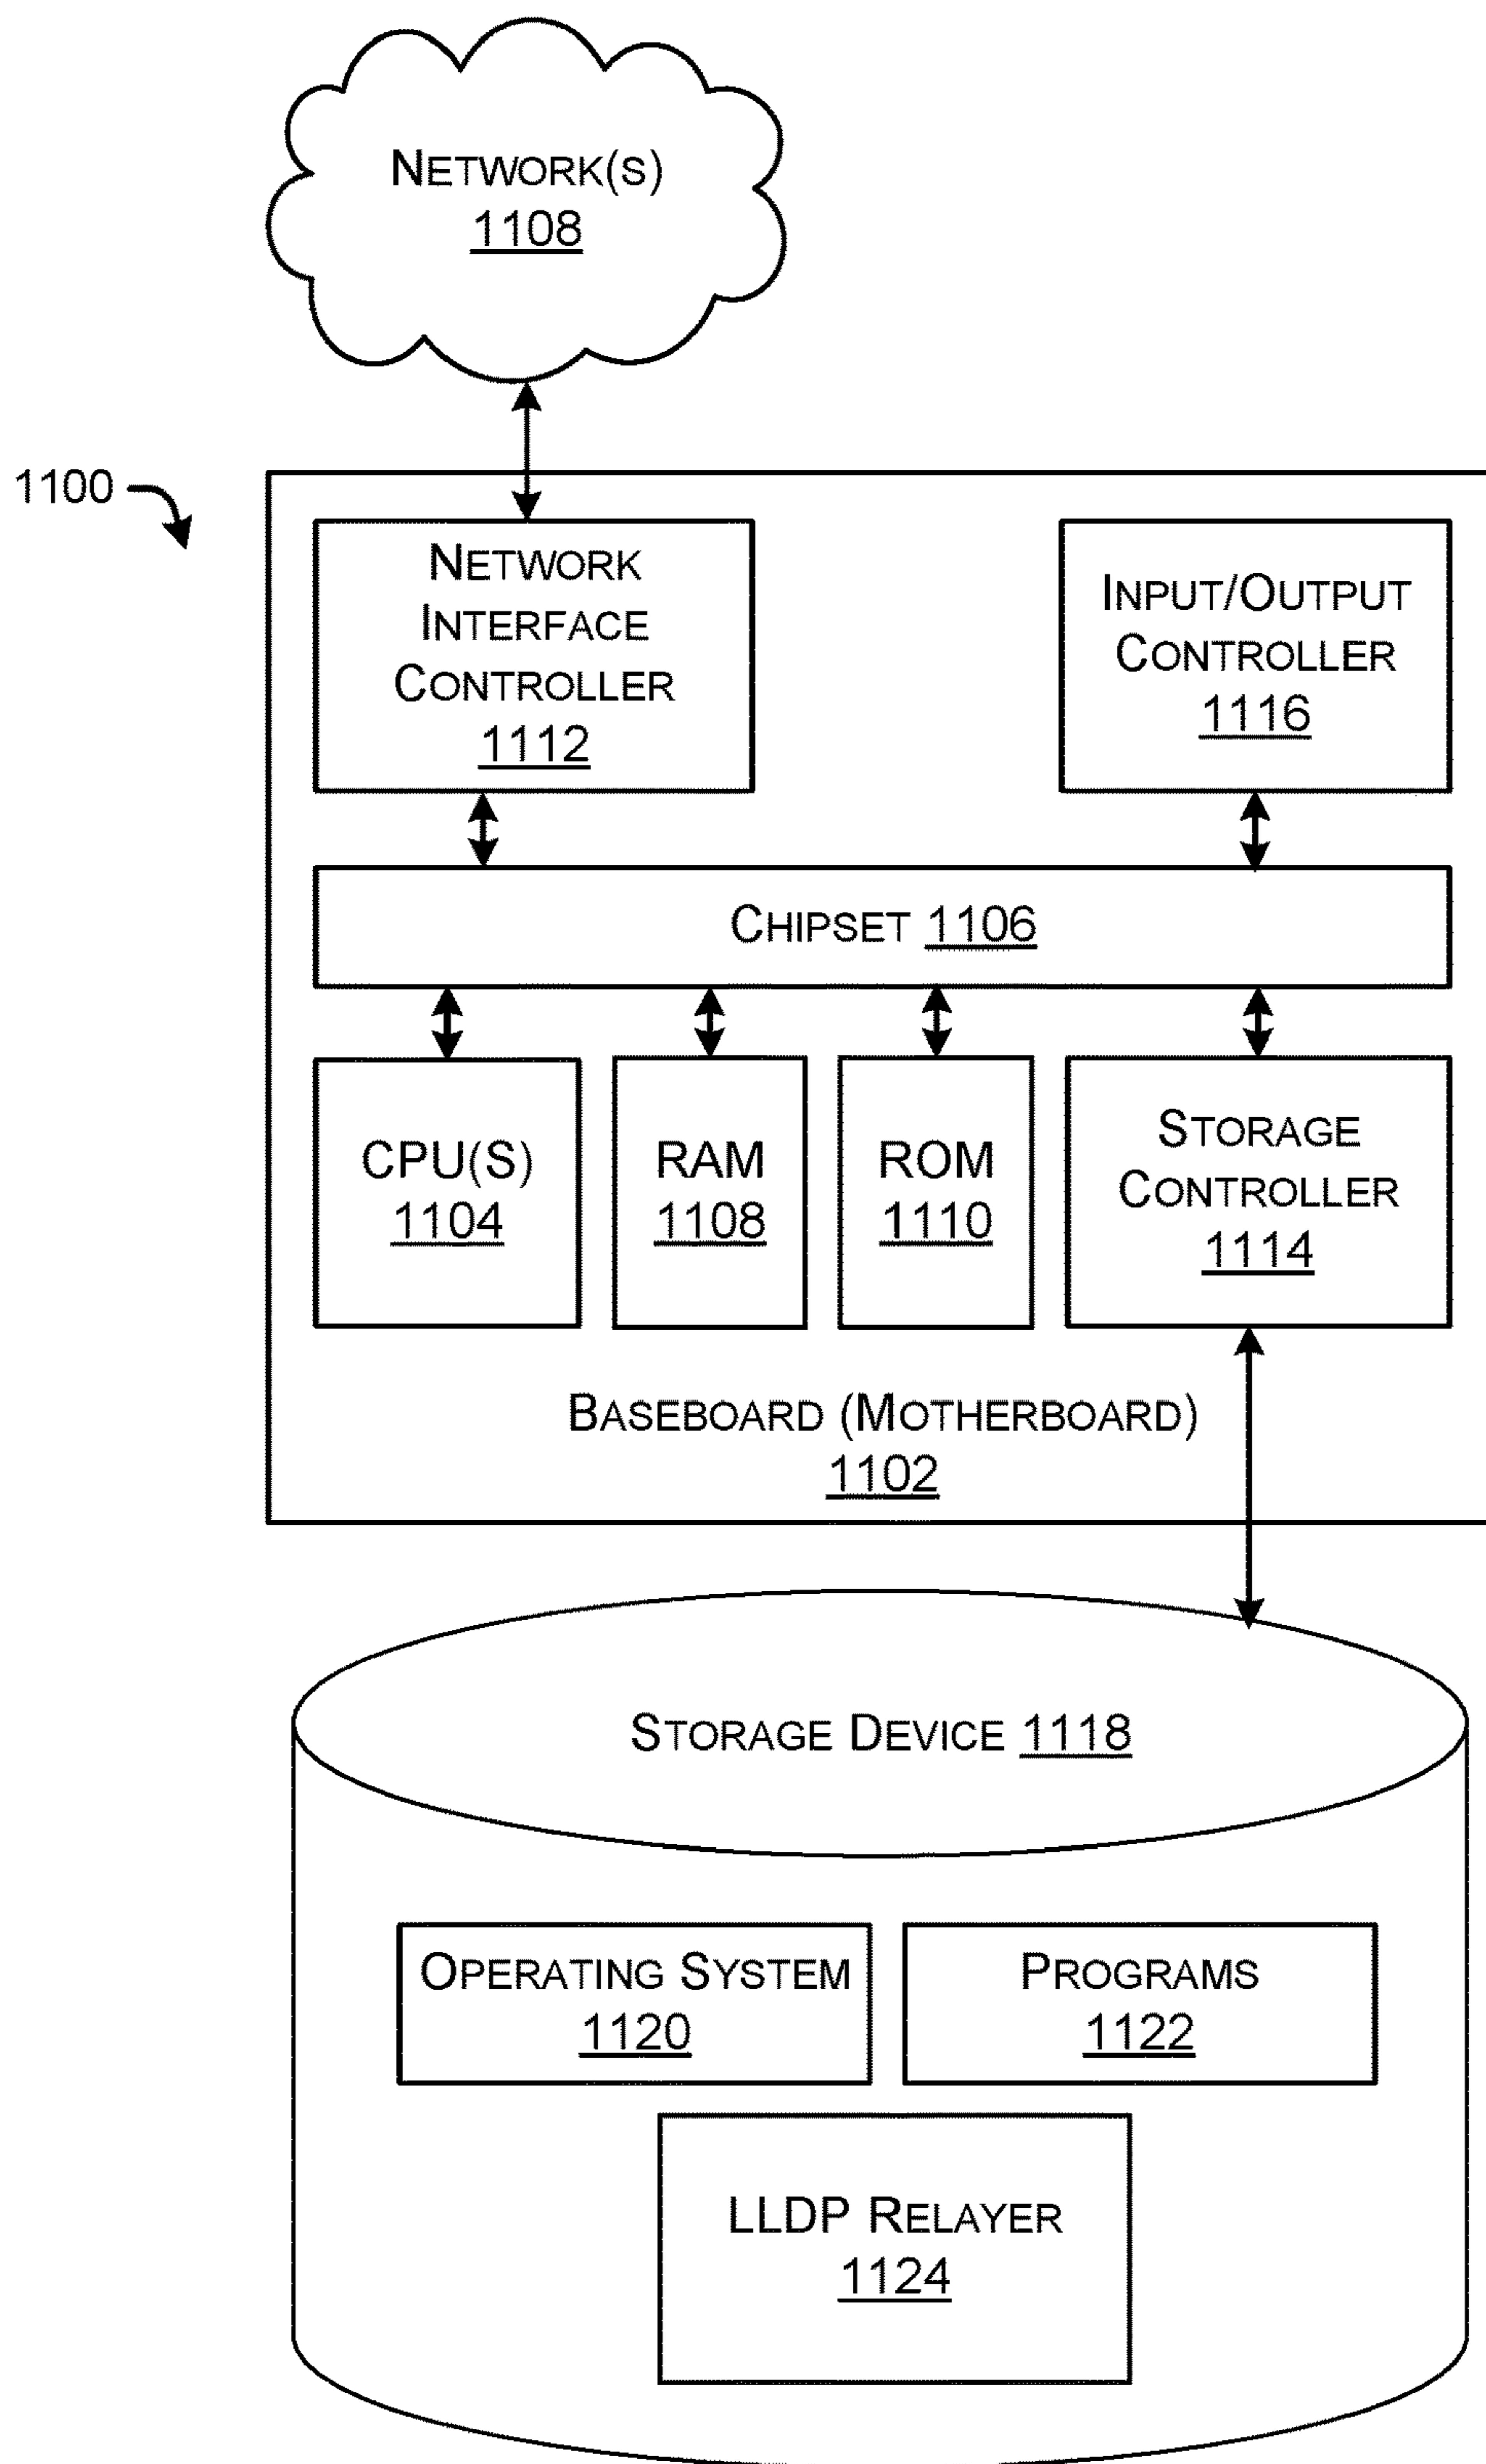 NETWORK(S)
1108
1100
NETWORK
INTERFACE
CONTROLLER
1112
INPUT/OUTPUT
CONTROLLER
1116
CHIPSET 1106
CPU(S)
1104
RAM
1108
ROM
1110
STORAGE
CONTROLLER
1114
BASEBOARD (MOTHERBOARD)
1102
STORAGE DEVICE 1118
OPERATING SYSTEM
1120
PROGRAMS
1122
LLDP RELAYER
1124